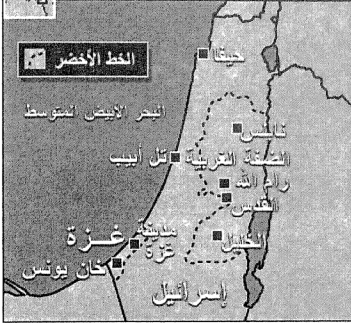 حيفا
الخط الأخضر
البحر الأبيض المتوسط
نابلس
الضفة الغربية
تل أبيب
رام الله
القدس
الخليل
مدينة
غزة
غـــزة
خان يونس
إسرائيل